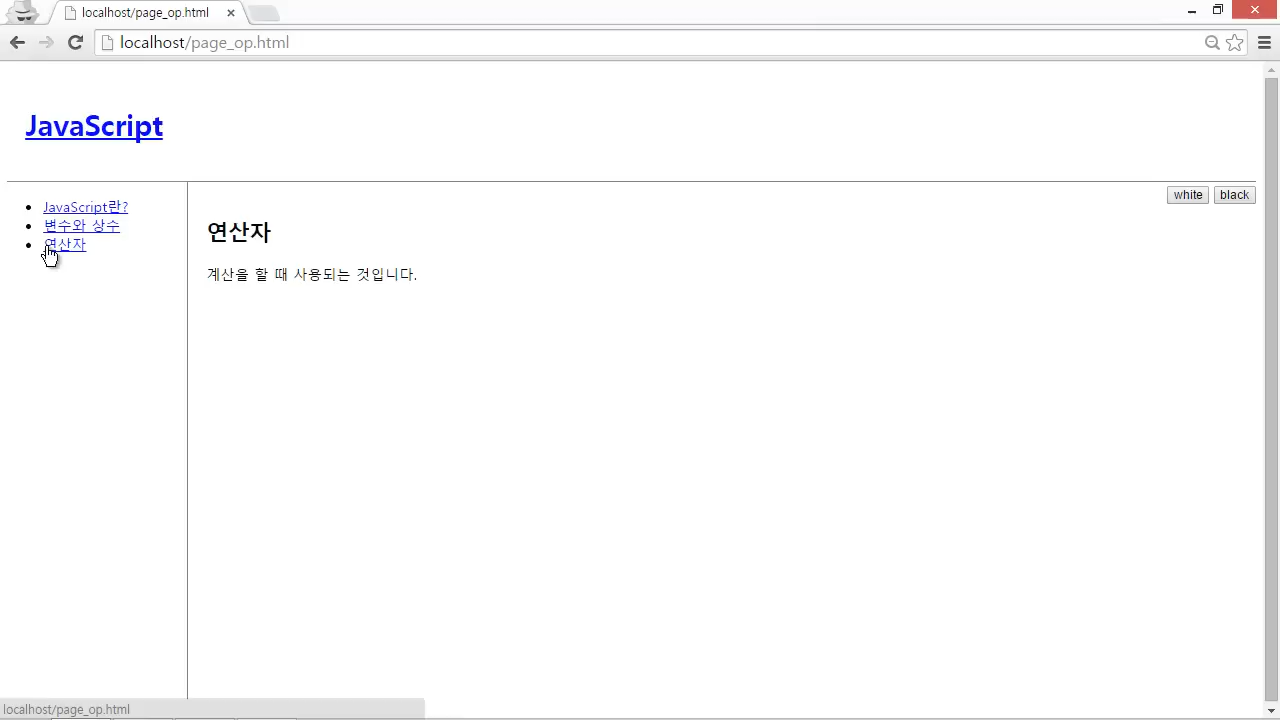 localhost/page_op.html
localhost/page_op.html
JavaScript
white black
JavaScript란?
변수와 상수
연산자
연산자
계산을 할 때 사용되는 것입니다.
localhost/page_op.html